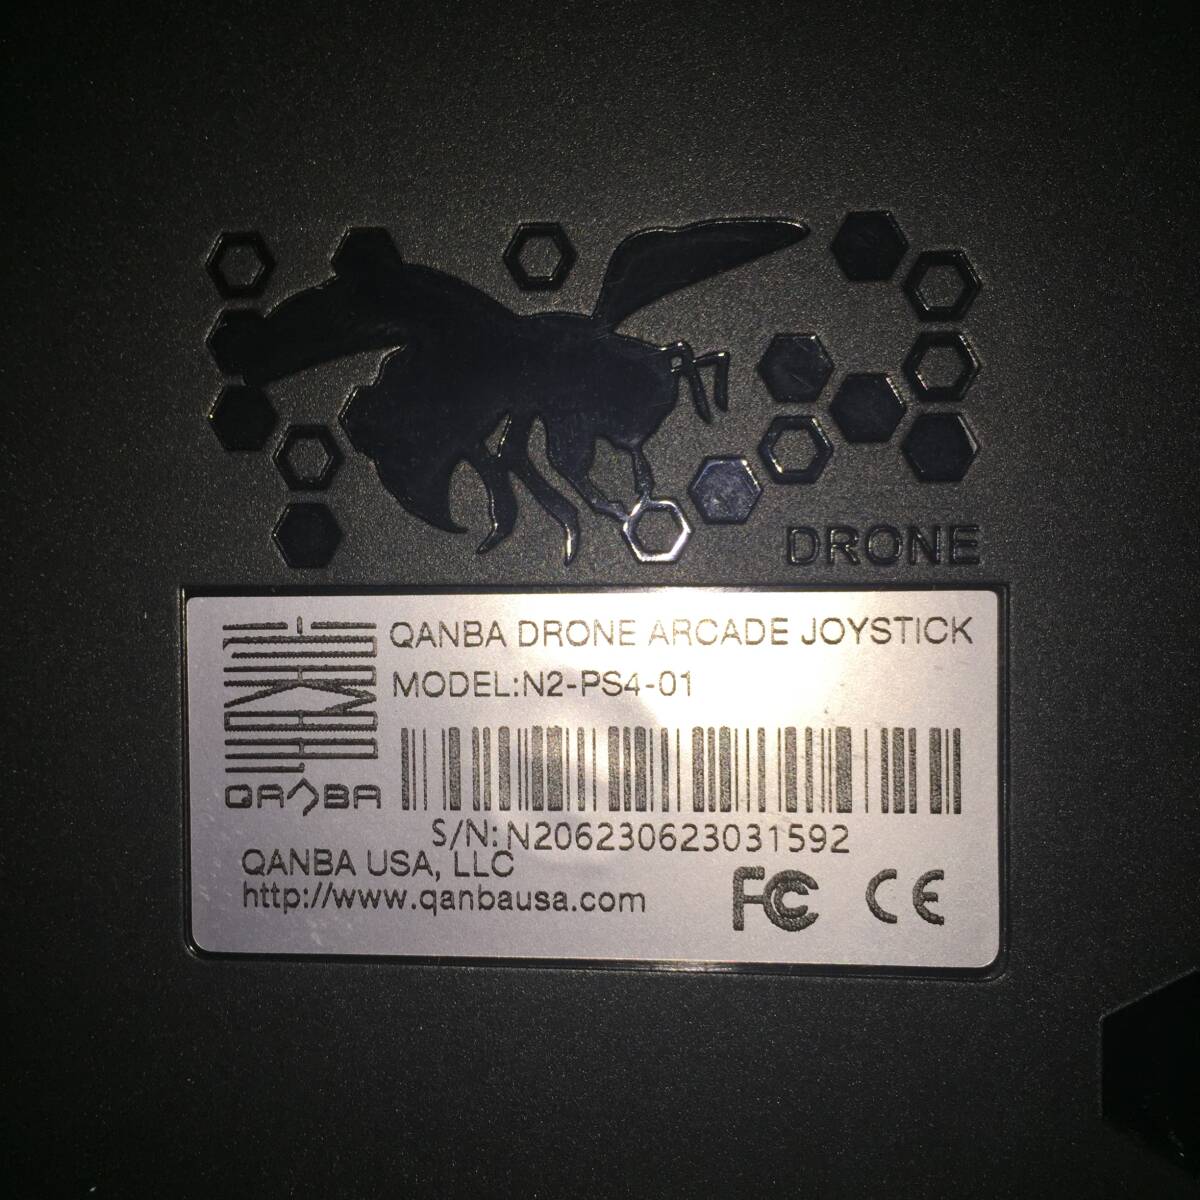 DRONE
QANBA DRONE ARCADE JOYSTICK
MODEL:N2-PS4-01
QANBA
S/N:N206230623031592
QANBA USA, LLC
http://www.qanbausa.com
FC CE